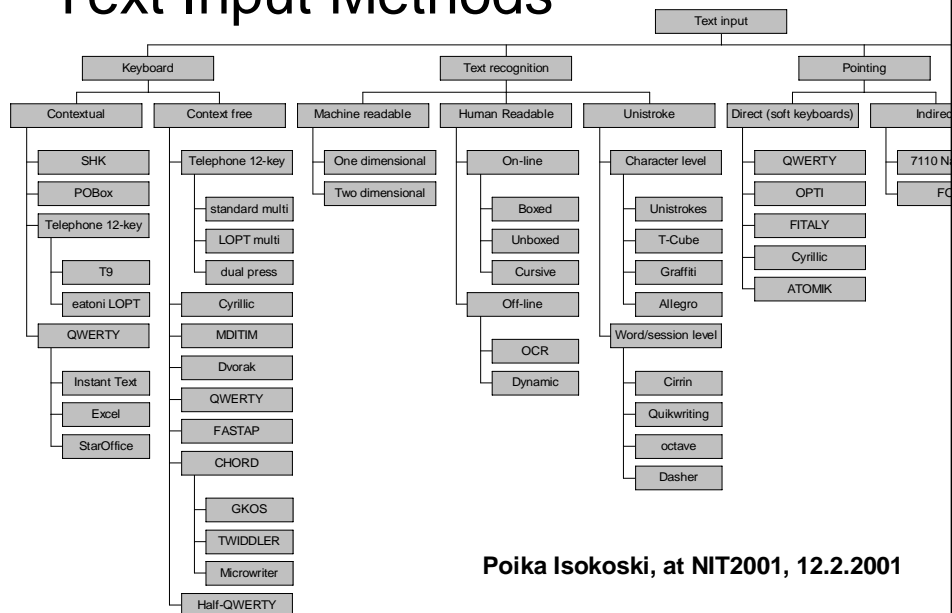 Text Input Methods
Text input
Keyboard
Text recognition
Pointing
Contextual
Context free
Machine readable
Human Readable
Unistroke
Direct (soft keyboards)
SHK
POBox
Telephone 12-key
T9
eatoni LOPT
QWERTY
Instant Text
Excel
StarOffice
Telephone 12-key
standard multi
LOPT multi
dual press
Cyrillic
MDITIM
Dvorak
QWERTY
FASTAP
CHORD
GKOS
TWIDDLER
Microwriter
Half-QWERTY
One dimensional
Two dimensional
On-line
Boxed
Unboxed
Cursive
Off-line
OCR
Dynamic
Character level
Unistrokes
T-Cube
Graffiti
Allegro
Word/session level
Cirrin
Quikwriting
octave
Dasher
QWERTY
OPTI
FITALY
Cyrillic
ATOMIK
7110
Poika Isokoski, at NIT2001, 12.2.2001